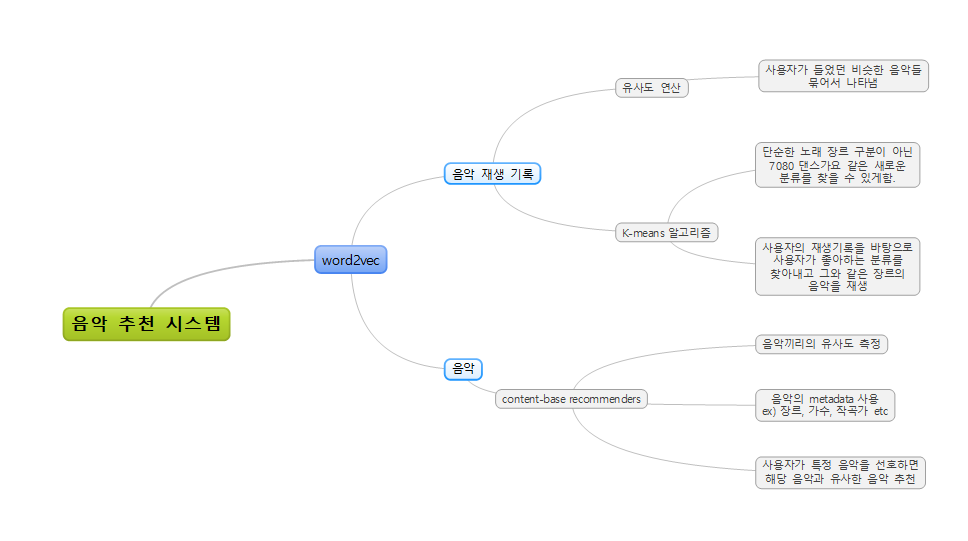 음악 추천 시스템
word2vec
음악 재생 기록
유사도 연산
사용자가 들었던 비슷한 음악들
묶어서 나타냄
K-means 알고리즘
단순한 노래 장르 구분이 아닌
7080 댄스가요 같은 새로운
분류를 찾을 수 있게함.
사용자의 재생기록을 바탕으로
사용자가 좋아하는 분류를
찾아내고 그와 같은 장르의
음악을 재생
음악
content-base recommenders
음악끼리의 유사도 측정
음악의 metadata 사용
ex) 장르, 가수, 작곡가 etc
사용자가 특정 음악을 선호하면
해당 음악과 유사한 음악 추천